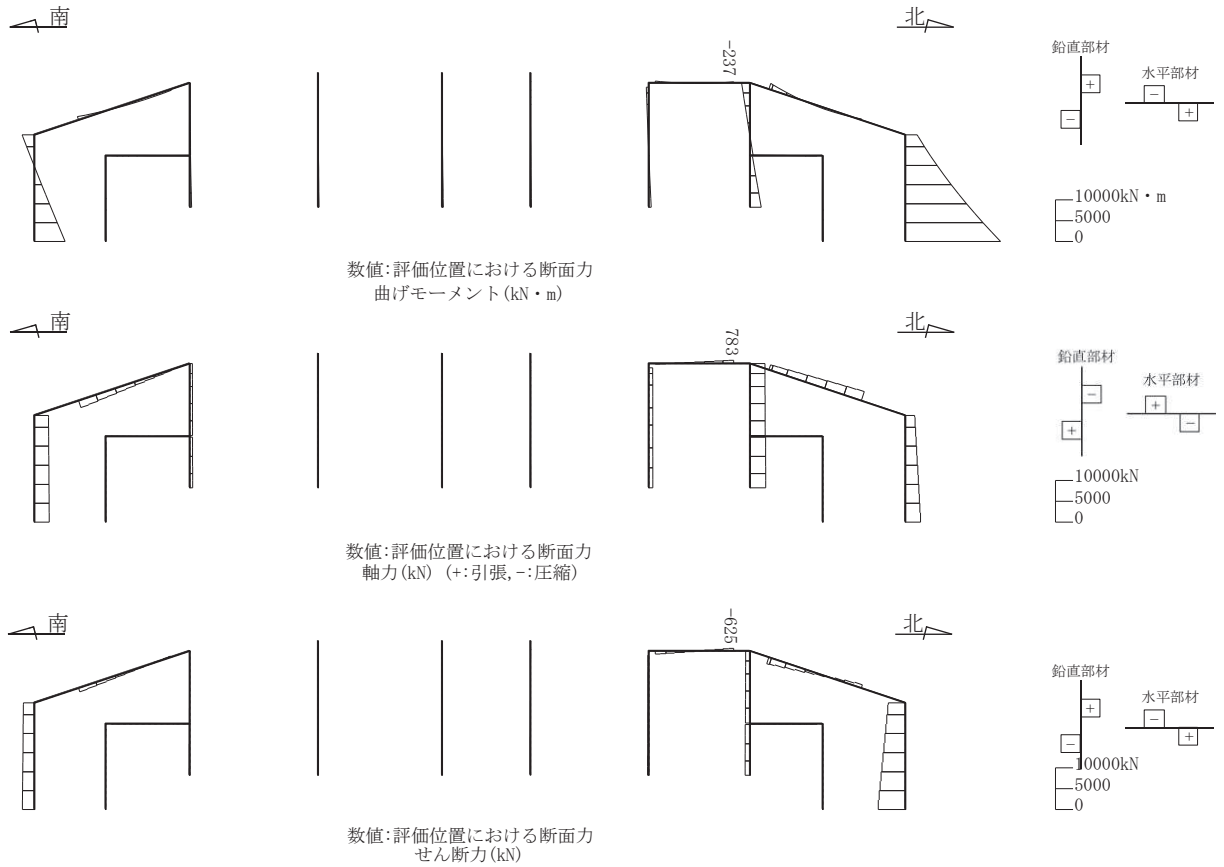 南
北
-237
鉛直部材
水平部材
+
-
-
+
10000kN・m
5000
0
数値:評価位置における断面力
曲げモーメント(kN・m)
南
北
783
鉛直部材
水平部材
-
+
+
-
10000kN
5000
0
数値:評価位置における断面力
軸力(kN) (+:引張,-:圧縮)
南
北
-625
鉛直部材
水平部材
+
-
-
+
10000kN
5000
0
数値:評価位置における断面力
せん断力(kN)